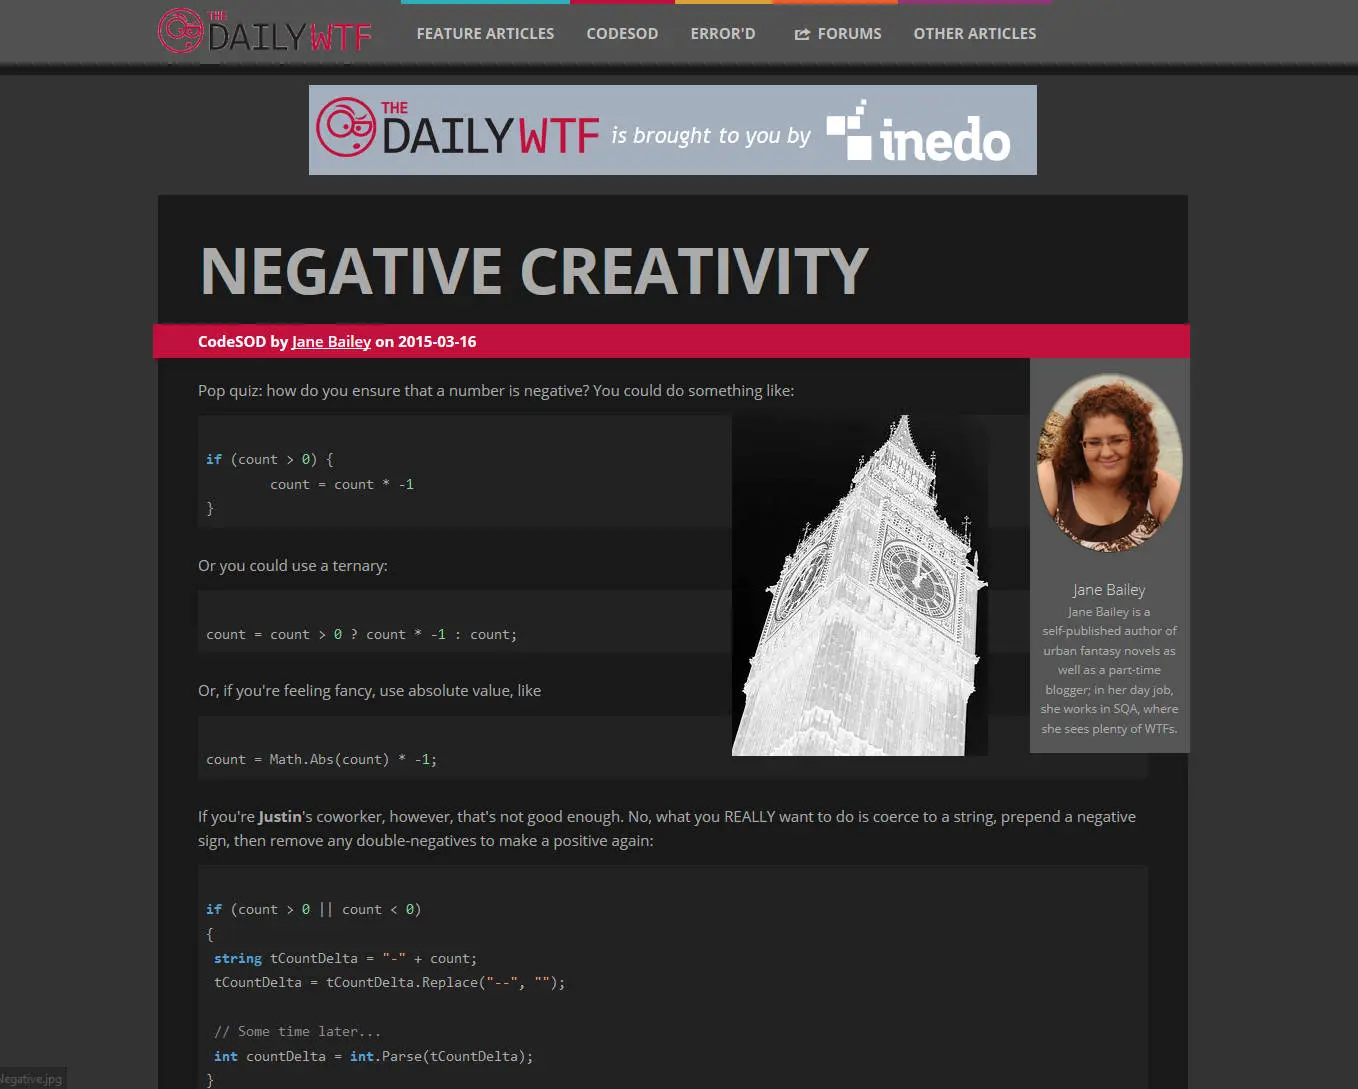 THE DAILY WTF
FEATURE ARTICLES CODESOD ERROR'D FORUMS OTHER ARTICLES
THE DAILY WTF is brought to you by inedo
NEGATIVE CREATIVITY
CodeSOD by Jane Bailey on 2015-03-16
Pop quiz: how do you ensure that a number is negative? You could do something like:
if (count > 0) {
        count = count * -1
}
Or you could use a ternary:
count = count > 0 ? count * -1 : count;
Or, if you're feeling fancy, use absolute value, like
count = Math.Abs(count) * -1;
Jane Bailey
Jane Bailey is a
self-published author of
urban fantasy novels as
well as a part-time
blogger; in her day job,
she works in SQA, where
she sees plenty of WTFs.
If you're Justin's coworker, however, that's not good enough. No, what you REALLY want to do is coerce to a string, prepend a negative
sign, then remove any double-negatives to make a positive again:
if (count > 0 || count < 0)
{
 string tCountDelta = "-" + count;
 tCountDelta = tCountDelta.Replace("--", "");
 // Some time later...
 int countDelta = int.Parse(tCountDelta);
}
Negative.jpg